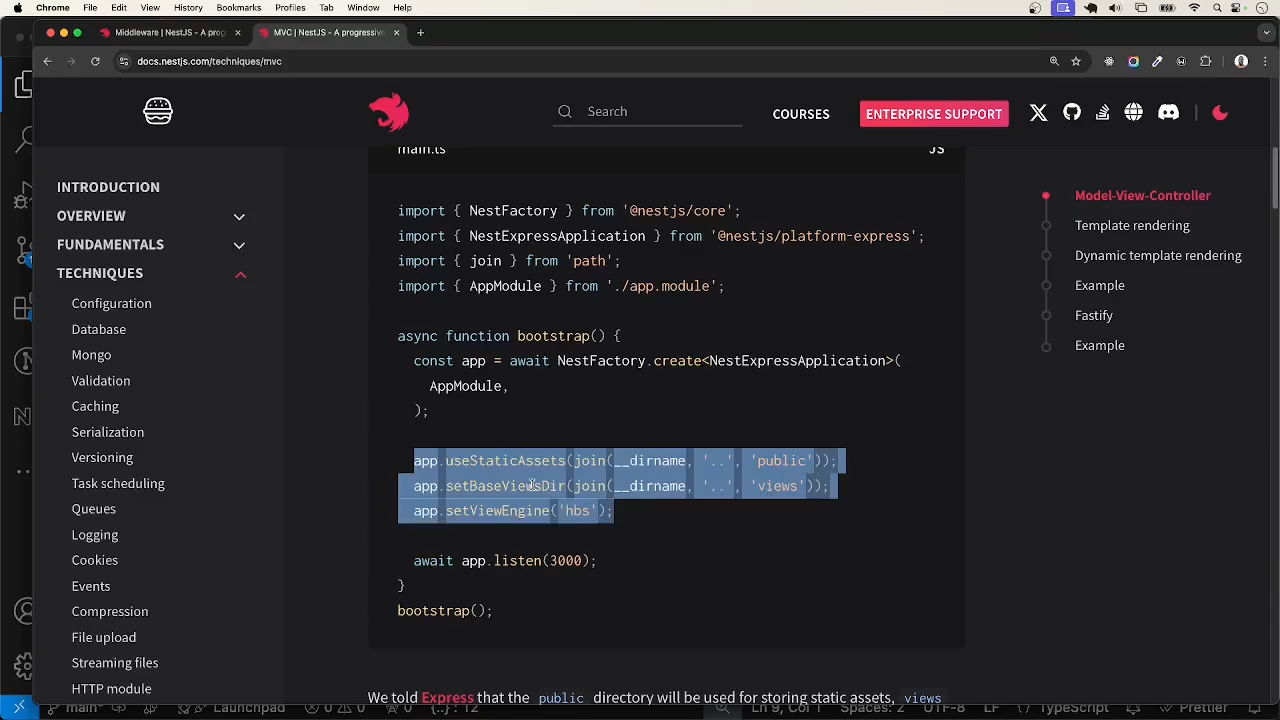 Chrome File Edit View History Bookmarks Profiles Tab Window Help
Middleware | NestJS - A prog
MVC | NestJS - A progressive
docs.nestjs.com/techniques/mvc
Search
COURSES
ENTERPRISE SUPPORT
INTRODUCTION
OVERVIEW
FUNDAMENTALS
TECHNIQUES
Configuration
Database
Mongo
Validation
Caching
Serialization
Versioning
Task scheduling
Queues
Logging
Cookies
Events
Compression
File upload
Streaming files
HTTP module
main.ts JS
import { NestFactory } from '@nestjs/core';
import { NestExpressApplication } from '@nestjs/platform-express';
import { join } from 'path';
import { AppModule } from './app.module';
async function bootstrap() {
const app = await NestFactory.create<NestExpressApplication>(
AppModule,
);
app.useStaticAssets(join(__dirname, '..', 'public'));
app.setBaseViewsDir(join(__dirname, '..', 'views'));
app.setViewEngine('hbs');
await app.listen(3000);
}
bootstrap();
We told Express that the public directory will be used for storing static assets, views
Model-View-Controller
Template rendering
Dynamic template rendering
Example
Fastify
Example
main* Launchpad 0 0 0 {..} : 12 Ln 9, Col 1 Spaces: 2 UTF-8 LF TypeScript Prettier